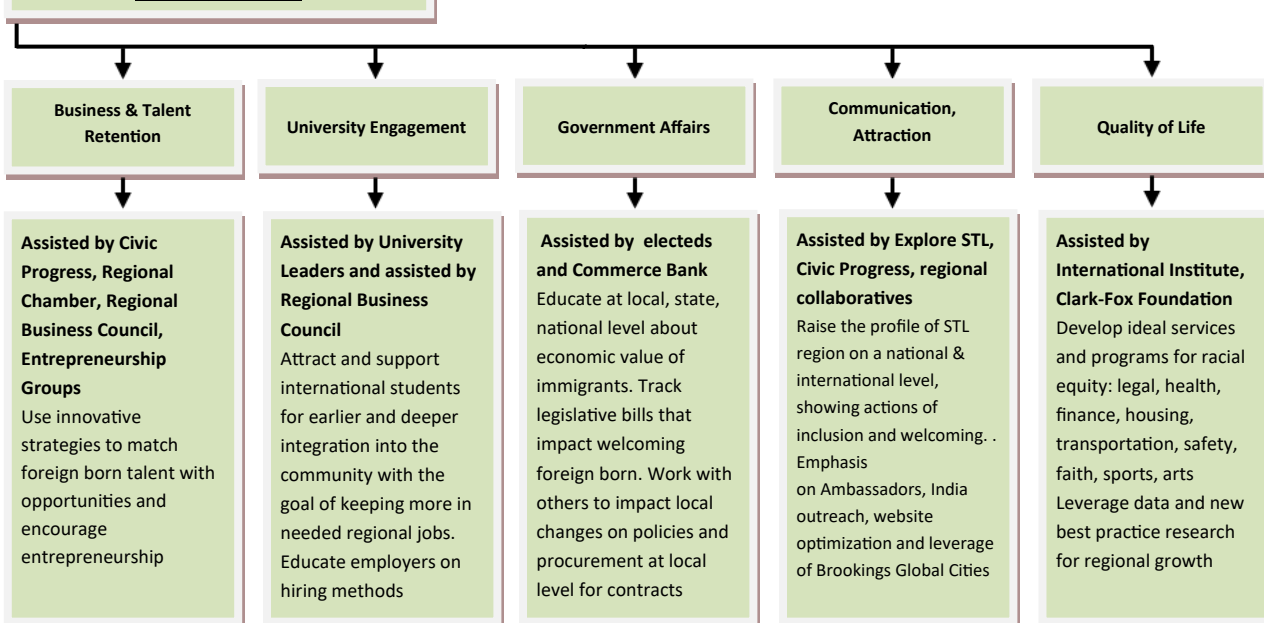 Business & Talent
Retention
University Engagement
Government Affairs
Communication,
Attraction
Quality of Life
Assisted by Civic
Progress, Regional
Chamber, Regional
Business Council,
Entrepreneurship
Groups
Use innovative
strategies to match
foreign born talent with
opportunities and
encourage
entrepreneurship
Assisted by University
Leaders and assisted by
Regional Business
Council
Attract and support
international students
for earlier and deeper
integration into the
community with the
goal of keeping more in
needed regional jobs.
Educate employers on
hiring methods
Assisted by  electeds
and Commerce Bank
Educate at local, state,
national level about
economic value of
immigrants. Track
legislative bills that
impact welcoming
foreign born. Work with
others to impact local
changes on policies and
procurement at local
level for contracts
Assisted by Explore STL,
Civic Progress, regional
collaboratives
Raise the profile of STL
region on a national &
international level,
showing actions of
inclusion and welcoming. .
Emphasis
on Ambassadors, India
outreach, website
optimization and leverage
of Brookings Global Cities
Assisted by
International Institute,
Clark-Fox Foundation
Develop ideal services
and programs for racial
equity: legal, health,
finance, housing,
transportation, safety,
faith, sports, arts
Leverage data and new
best practice research
for regional growth